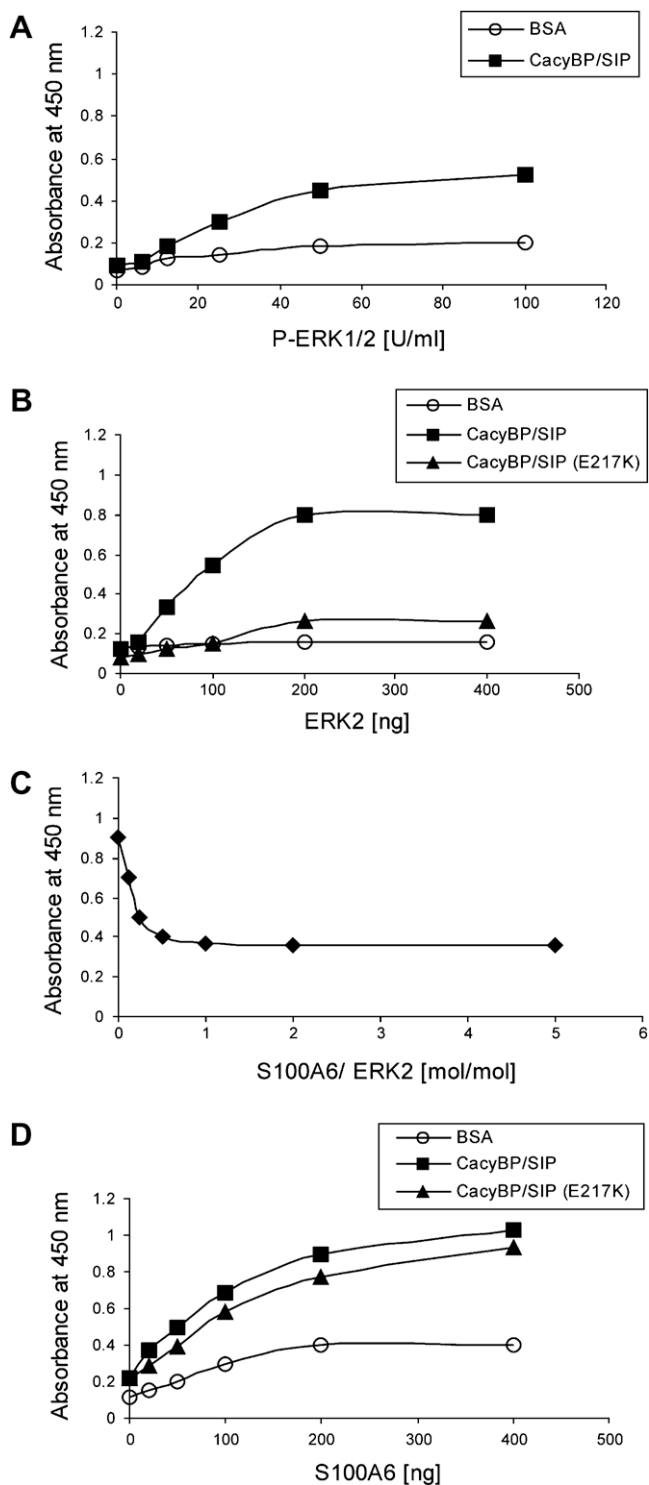 A
BSA
CacyBP/SIP
Absorbance at 450 nm
1.2
1
0.8
0.6
0.4
0.2
0
0 20 40 60 80 100 120
P-ERK1/2 [U/ml]
B
BSA
CacyBP/SIP
CacyBP/SIP (E217K)
Absorbance at 450 nm
1.2
1
0.8
0.6
0.4
0.2
0
0 100 200 300 400 500
ERK2 [ng]
C
Absorbance at 450 nm
1.2
1
0.8
0.6
0.4
0.2
0
0 1 2 3 4 5 6
S100A6/ ERK2 [mol/mol]
D
BSA
CacyBP/SIP
CacyBP/SIP (E217K)
Absorbance at 450 nm
1.2
1
0.8
0.6
0.4
0.2
0
0 100 200 300 400 500
S100A6 [ng]